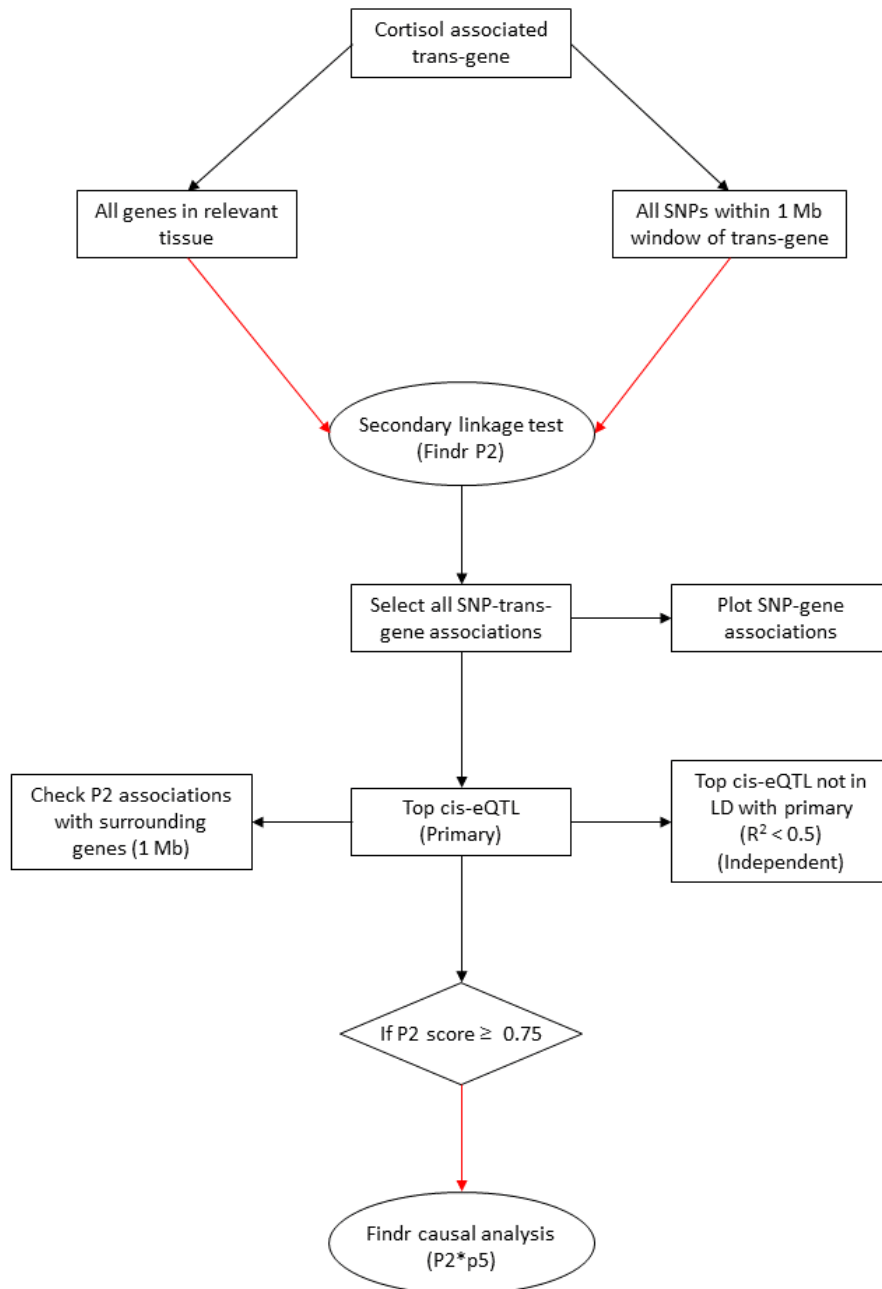 Cortisol associated
trans-gene
All genes in relevant
tissue
All SNPs within 1 Mb
window of trans-gene
Secondary linkage test
(Findr P2)
Select all SNP-trans-
gene associations
Plot SNP-gene
associations
Check P2 associations
with surrounding
genes (1 Mb)
Top cis-eQTL
(Primary)
Top cis-eQTL not in
LD with primary
(R² < 0.5)
(Independent)
If P2 score ≥ 0.75
Findr causal analysis
(P2*p5)